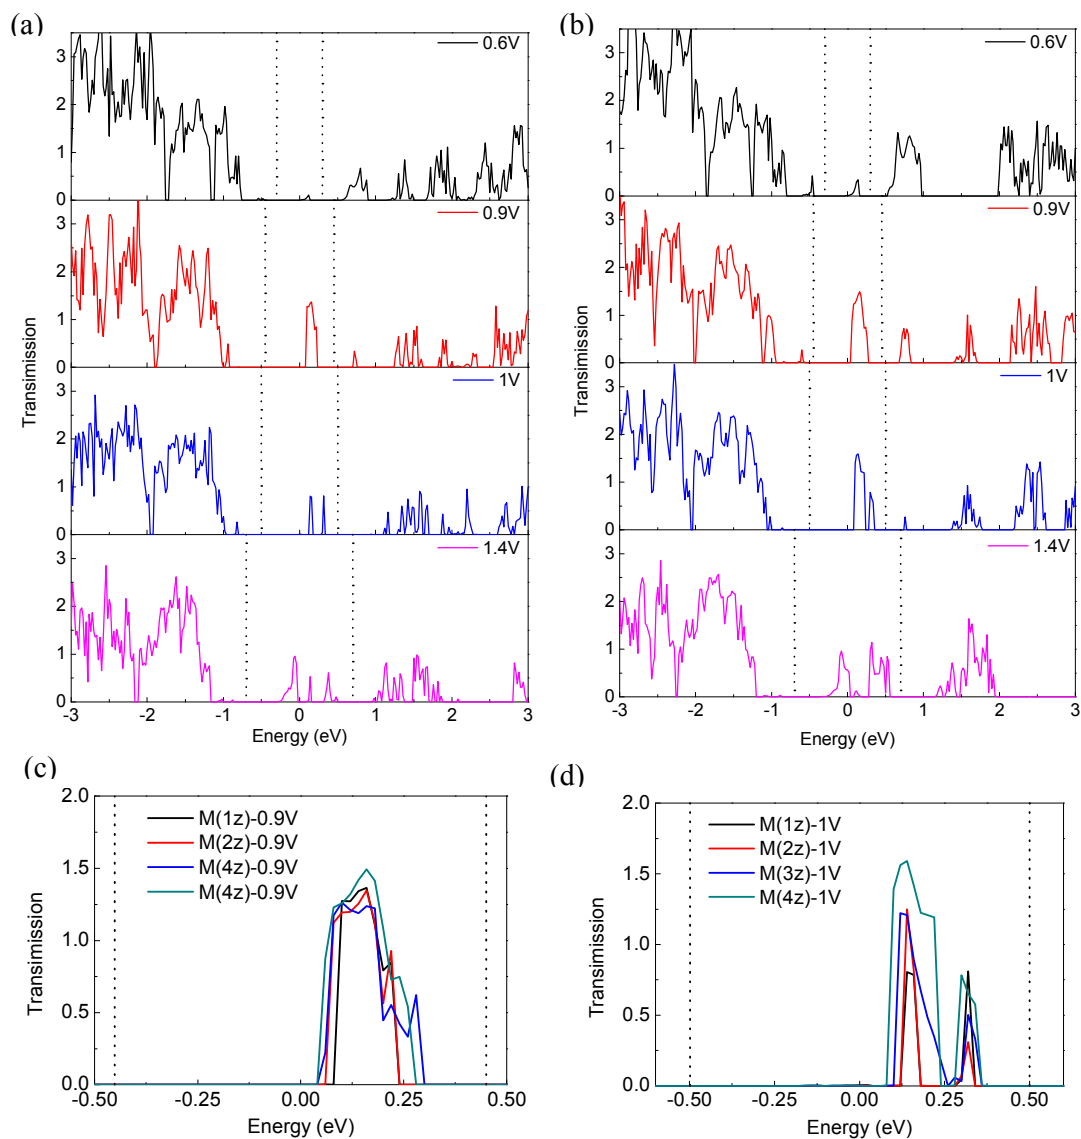 (a)
0.6V
3
2
1
0
0.9V
3
2
1
0
1V
3
2
1
0
1.4V
3
2
1
0
Transimission
-3 -2 -1 0 1 2 3
Energy (eV)
(b)
0.6V
3
2
1
0
0.9V
3
2
1
0
1V
3
2
1
0
1.4V
3
2
1
0
Transimission
-3 -2 -1 0 1 2 3
Energy (eV)
(c)
2.0
1.5
1.0
0.5
0.0
Transimission
M(1z)-0.9V
M(2z)-0.9V
M(4z)-0.9V
M(4z)-0.9V
-0.50 -0.25 0.00 0.25 0.50
Energy (eV)
(d)
2.0
1.5
1.0
0.5
0.0
Transimission
M(1z)-1V
M(2z)-1V
M(3z)-1V
M(4z)-1V
-0.50 -0.25 0.00 0.25 0.50
Energy (eV)